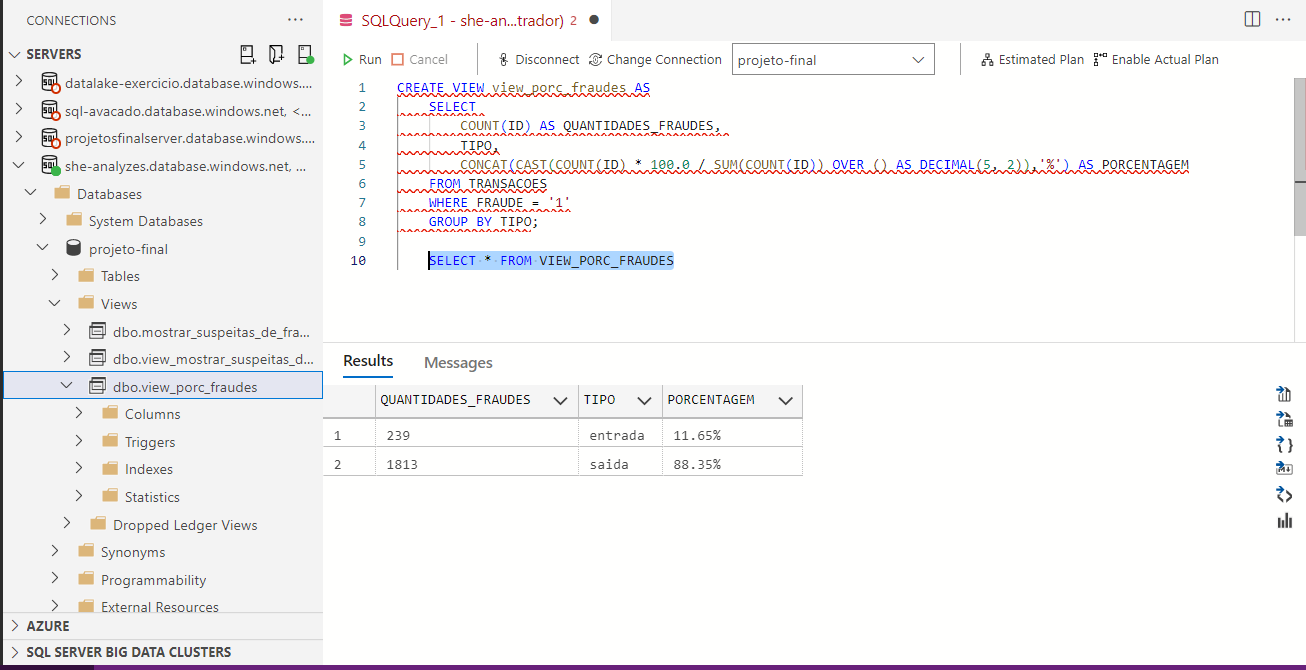 CONNECTIONS ···
SERVERS
datalake-exercicio.database.windows....
sql-avacado.database.windows.net, <...
projetosfinalserver.database.windows....
she-analyzes.database.windows.net, ...
Databases
System Databases
projeto-final
Tables
Views
dbo.mostrar_suspeitas_de_fra...
dbo.view_mostrar_suspeitas_d...
dbo.view_porc_fraudes
Columns
Triggers
Indexes
Statistics
Dropped Ledger Views
Synonyms
Programmability
External Resources
AZURE
SQL SERVER BIG DATA CLUSTERS
SQLQuery_1 - she-an...trador) 2 ● ···
Run Cancel Disconnect Change Connection projeto-final Estimated Plan Enable Actual Plan
1 CREATE VIEW view_porc_fraudes AS
2 SELECT
3 COUNT(ID) AS QUANTIDADES_FRAUDES,
4 TIPO,
5 CONCAT(CAST(COUNT(ID) * 100.0 / SUM(COUNT(ID)) OVER () AS DECIMAL(5, 2)),'%') AS PORCENTAGEM
6 FROM TRANSACOES
7 WHERE FRAUDE = '1'
8 GROUP BY TIPO;
9
10 SELECT * FROM VIEW_PORC_FRAUDES
Results Messages
QUANTIDADES_FRAUDES TIPO PORCENTAGEM
1 239 entrada 11.65%
2 1813 saida 88.35%